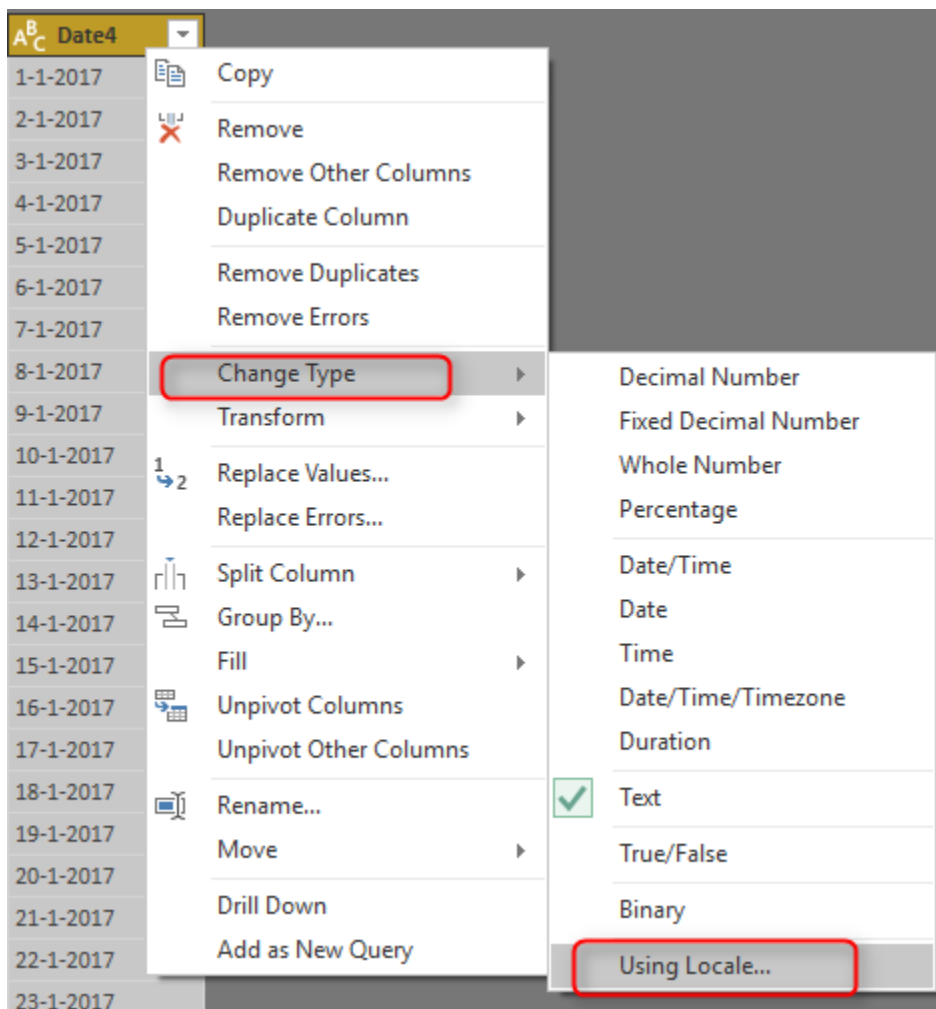 ABC Date4
1-1-2017
2-1-2017
3-1-2017
4-1-2017
5-1-2017
6-1-2017
7-1-2017
8-1-2017
9-1-2017
10-1-2017
11-1-2017
12-1-2017
13-1-2017
14-1-2017
15-1-2017
16-1-2017
17-1-2017
18-1-2017
19-1-2017
20-1-2017
21-1-2017
22-1-2017
23-1-2017
Copy
Remove
Remove Other Columns
Duplicate Column
Remove Duplicates
Remove Errors
Change Type
Transform
1
2
Replace Values...
Replace Errors...
Split Column
Group By...
Fill
Unpivot Columns
Unpivot Other Columns
Rename...
Move
Drill Down
Add as New Query
Decimal Number
Fixed Decimal Number
Whole Number
Percentage
Date/Time
Date
Time
Date/Time/Timezone
Duration
Text
True/False
Binary
Using Locale...